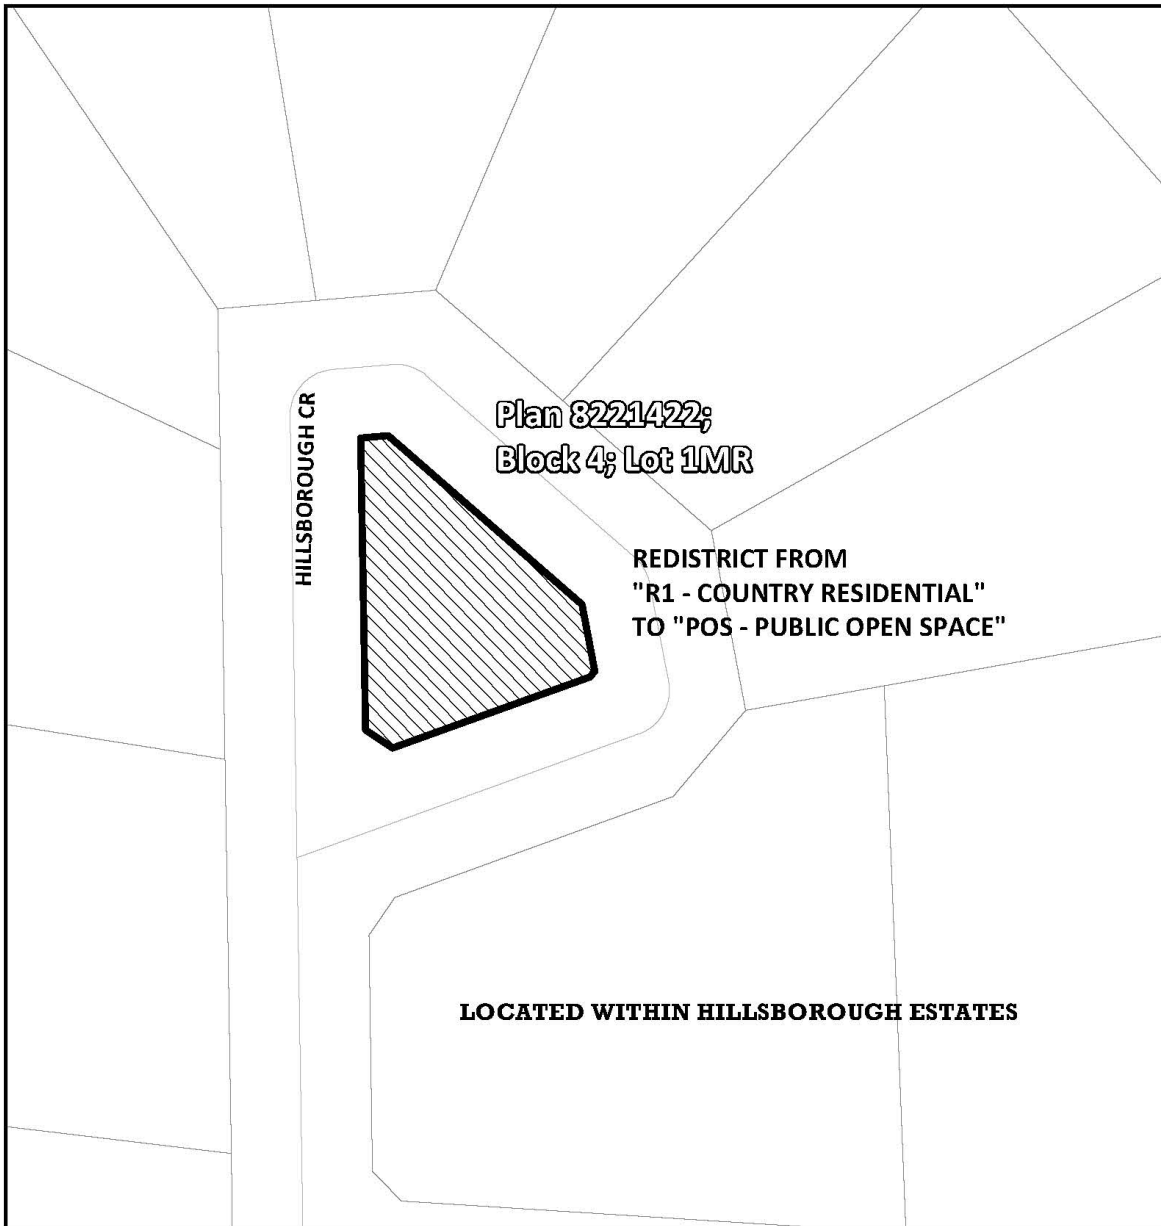 HILLSBOROUGH CR
Plan 8221422;
Block 4; Lot 1MR
REDISTRICT FROM
"R1 - COUNTRY RESIDENTIAL"
TO "POS - PUBLIC OPEN SPACE"
LOCATED WITHIN HILLSBOROUGH ESTATES